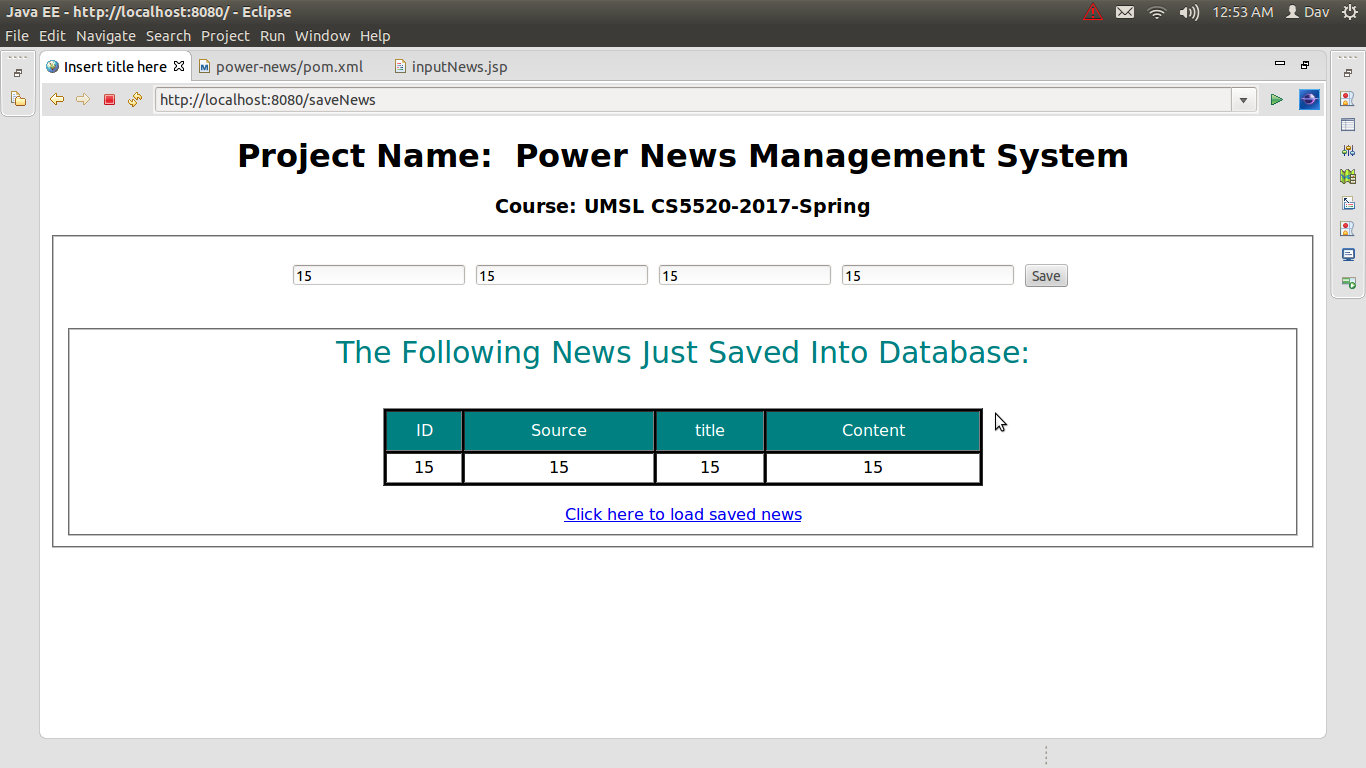 Java EE - http://localhost:8080/ - Eclipse 12:53 AM Dav
File Edit Navigate Search Project Run Window Help
Insert title here power-news/pom.xml inputNews.jsp
http://localhost:8080/saveNews
Project Name: Power News Management System
Course: UMSL CS5520-2017-Spring
15 15 15 15 Save
The Following News Just Saved Into Database:
ID Source title Content
15 15 15 15
Click here to load saved news